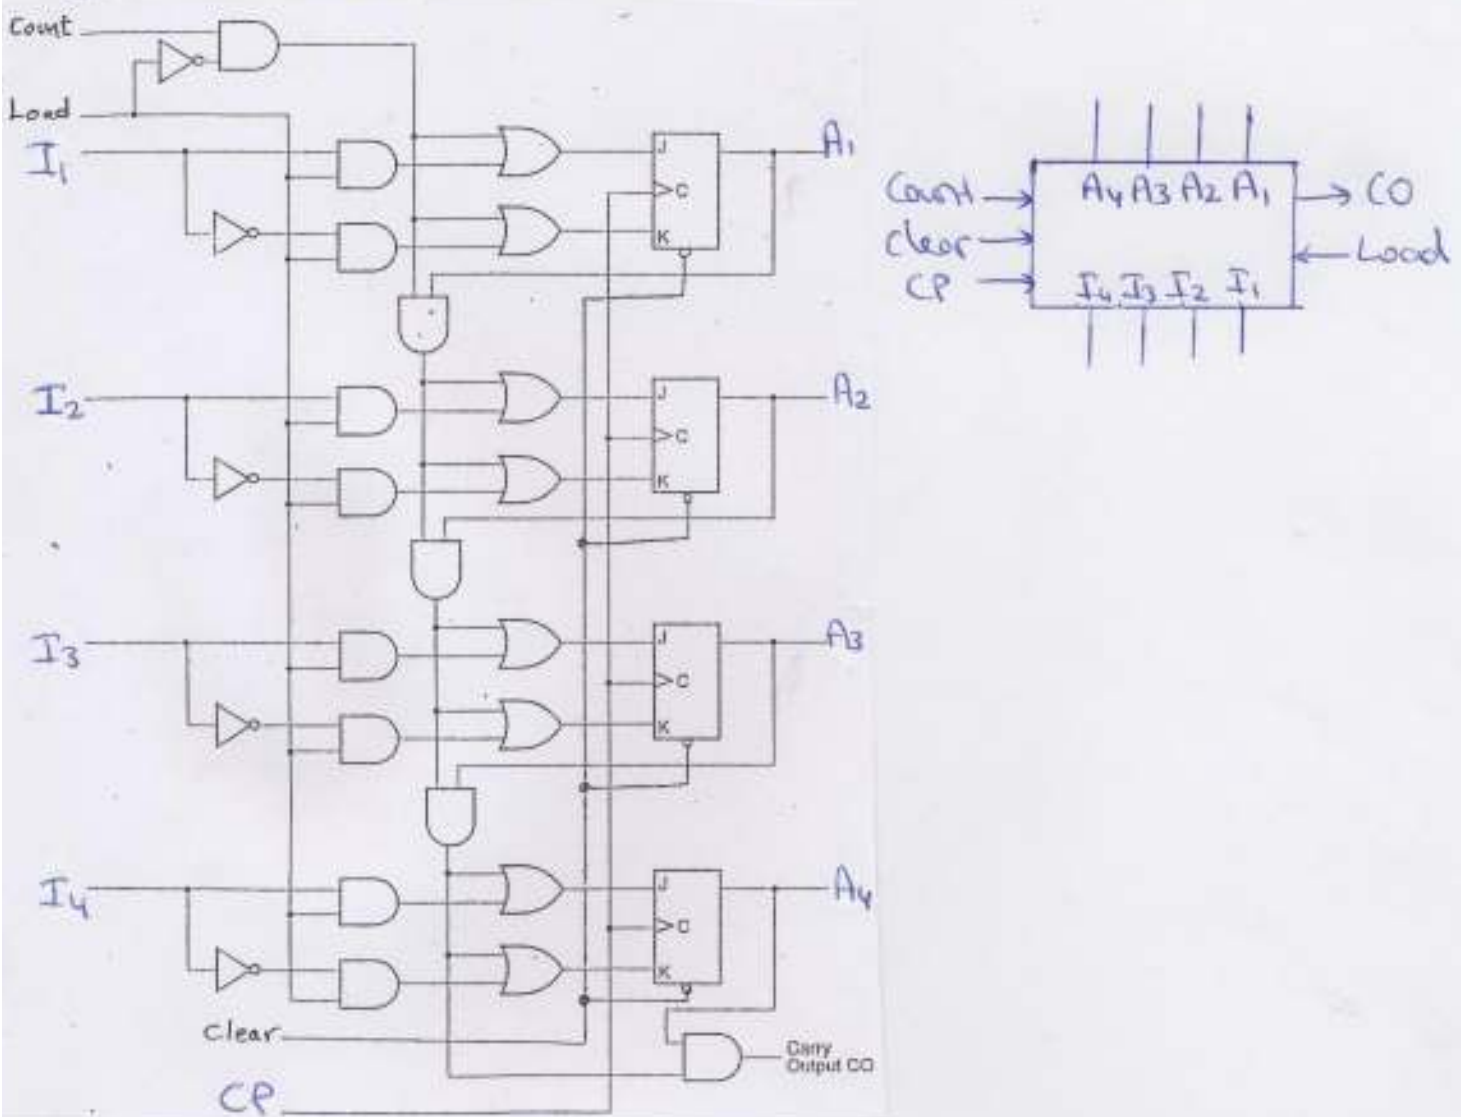 Count
Load
I1
J
C
K
A1
I2
J
C
K
A2
I3
J
C
K
A3
I4
J
C
K
A4
Clear
Carry
Output CO
CP
A4 A3 A2 A1
Count
CO
Clear
Load
CP
I4 I3 I2 I1